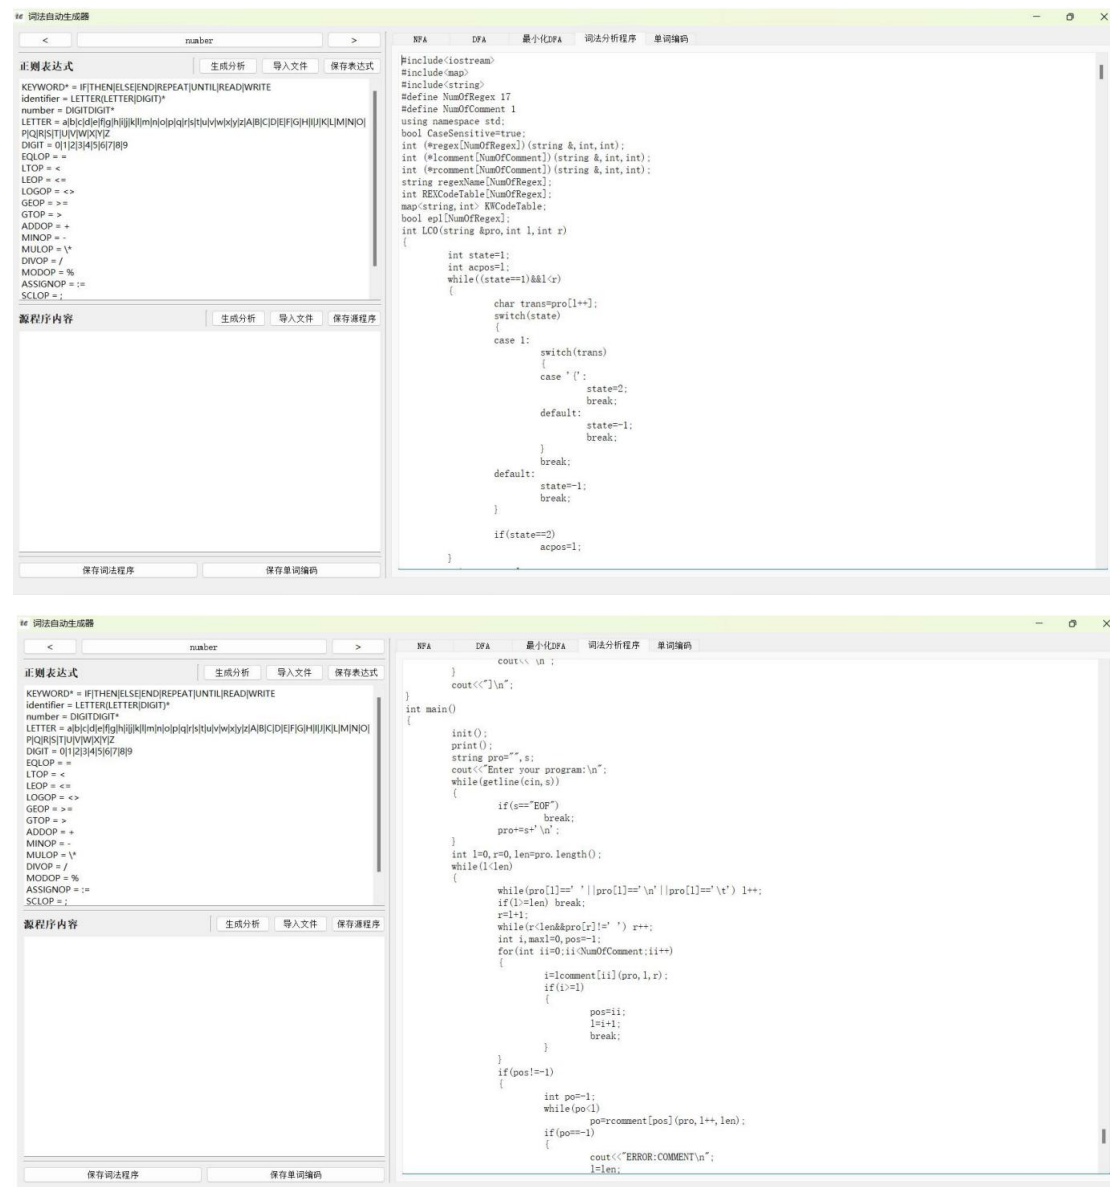 词法自动生成器
< number >
NFA DFA 最小化DFA 词法分析程序 单词编码
正则表达式 生成分析 导入文件 保存表达式
KEYWORD* = IF|THEN|ELSE|END|REPEAT|UNTIL|READ|WRITE
identifier = LETTER(LETTER|DIGIT)*
number = DIGITDIGIT*
LETTER = a|b|c|d|e|f|g|h|i|j|k|l|m|n|o|p|q|r|s|t|u|v|w|x|y|z|A|B|C|D|E|F|G|H|I|J|K|L|M|N|O|
P|Q|R|S|T|U|V|W|X|Y|Z
DIGIT = 0|1|2|3|4|5|6|7|8|9
EQLOP = =
LTOP = <
LEOP = <=
LOGOP = <>
GEOP = >=
GTOP = >
ADDOP = +
MINOP = -
MULOP = \*
DIVOP = /
MODOP = %
ASSIGNOP = :=
SCLOP = ;
源程序内容 生成分析 导入文件 保存源程序
保存词法程序 保存单词编码
#include<iostream>
#include<map>
#include<string>
#define NumOfRegex 17
#define NumOfComment 1
using namespace std;
bool CaseSensitive=true;
int (*regex[NumOfRegex])(string &,int,int);
int (*lcomment[NumOfComment])(string &,int,int);
int (*rcomment[NumOfComment])(string &,int,int);
string regexName[NumOfRegex];
int REXCodeTable[NumOfRegex];
map<string,int> KWCodeTable;
bool epl[NumOfRegex];
int LC0(string &pro,int l,int r)
{
int state=1;
int acpos=l;
while((state==1)&&l<r)
{
char trans=pro[l++];
switch(state)
{
case 1:
switch(trans)
{
case '{':
state=2;
break;
default:
state=-1;
break;
}
break;
default:
state=-1;
break;
}
if(state==2)
acpos=l;
}
词法自动生成器
< number >
NFA DFA 最小化DFA 词法分析程序 单词编码
正则表达式 生成分析 导入文件 保存表达式
KEYWORD* = IF|THEN|ELSE|END|REPEAT|UNTIL|READ|WRITE
identifier = LETTER(LETTER|DIGIT)*
number = DIGITDIGIT*
LETTER = a|b|c|d|e|f|g|h|i|j|k|l|m|n|o|p|q|r|s|t|u|v|w|x|y|z|A|B|C|D|E|F|G|H|I|J|K|L|M|N|O|
P|Q|R|S|T|U|V|W|X|Y|Z
DIGIT = 0|1|2|3|4|5|6|7|8|9
EQLOP = =
LTOP = <
LEOP = <=
LOGOP = <>
GEOP = >=
GTOP = >
ADDOP = +
MINOP = -
MULOP = \*
DIVOP = /
MODOP = %
ASSIGNOP = :=
SCLOP = ;
源程序内容 生成分析 导入文件 保存源程序
保存词法程序 保存单词编码
}
cout<<"]\n";
}
int main()
{
init();
print();
string pro="",s;
cout<<"Enter your program:\n";
while(getline(cin,s))
{
if(s=="EOF")
break;
pro+=s+'\n';
}
int l=0,r=0,len=pro.length();
while(l<len)
{
while(pro[l]==' '||pro[l]=='\n'||pro[l]=='\t') l++;
if(l>=len) break;
r=l+1;
while(r<len&&pro[r]!=' ') r++;
int i,maxl=0,pos=-1;
for(int ii=0;ii<NumOfComment;ii++)
{
i=lcomment[ii](pro,l,r);
if(i>=l)
{
pos=ii;
l=i+1;
break;
}
}
if(pos!=-1)
{
int po=-1;
while(po<l)
po=rcomment[pos](pro,l++,len);
if(po==-1)
{
cout<<"ERROR:COMMENT\n";
l=len;